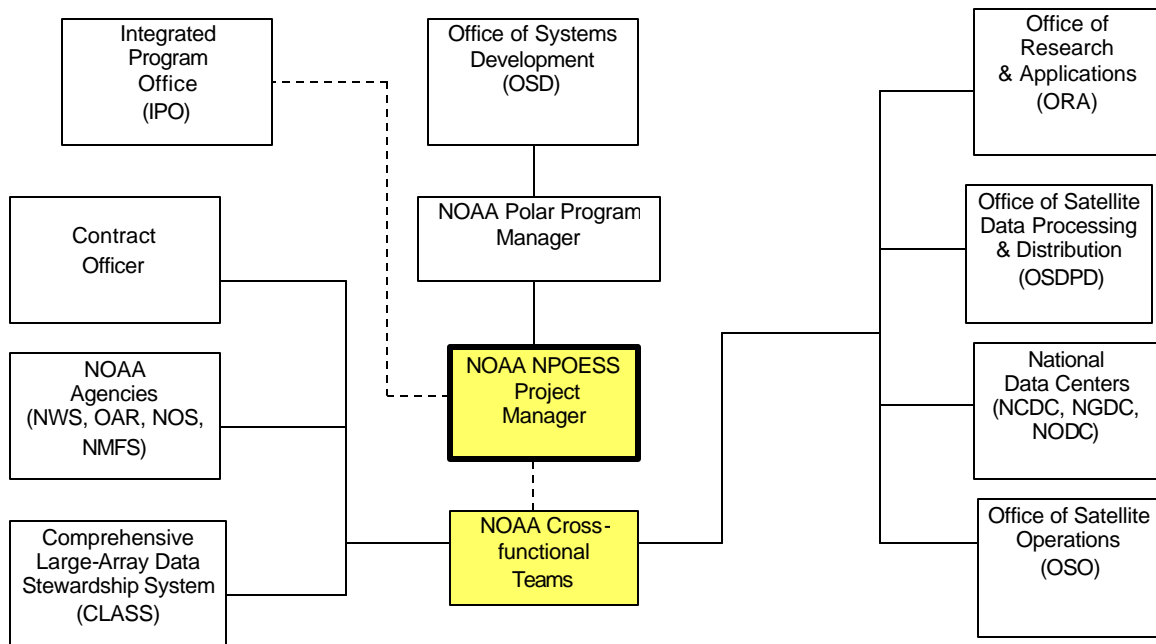 Integrated
Program
Office
(IPO)
Office of Systems
Development
(OSD)
Office of
Research
& Applications
(ORA)
Contract
Officer
NOAA Polar Program
Manager
Office of Satellite
Data Processing
& Distribution
(OSDPD)
NOAA
Agencies
(NWS, OAR, NOS,
NMFS)
NOAA NPOESS
Project
Manager
National
Data Centers
(NCDC, NGDC,
NODC)
Comprehensive
Large-Array Data
Stewardship System
(CLASS)
NOAA Cross-
functional
Teams
Office of Satellite
Operations
(OSO)